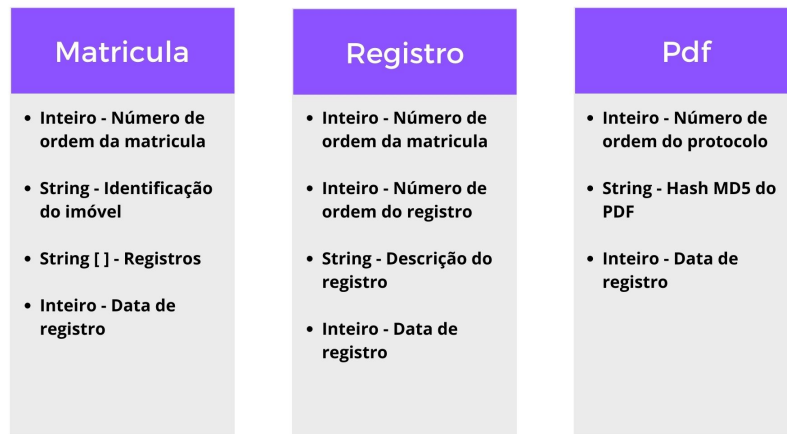 Matricula
• Inteiro - Número de
ordem da matricula
• String - Identificação
do imóvel
• String [ ] - Registros
• Inteiro - Data de
registro
Registro
• Inteiro - Número de
ordem da matricula
• Inteiro - Número de
ordem do registro
• String - Descrição do
registro
• Inteiro - Data de
registro
Pdf
• Inteiro - Número de
ordem do protocolo
• String - Hash MD5 do
PDF
• Inteiro - Data de
registro